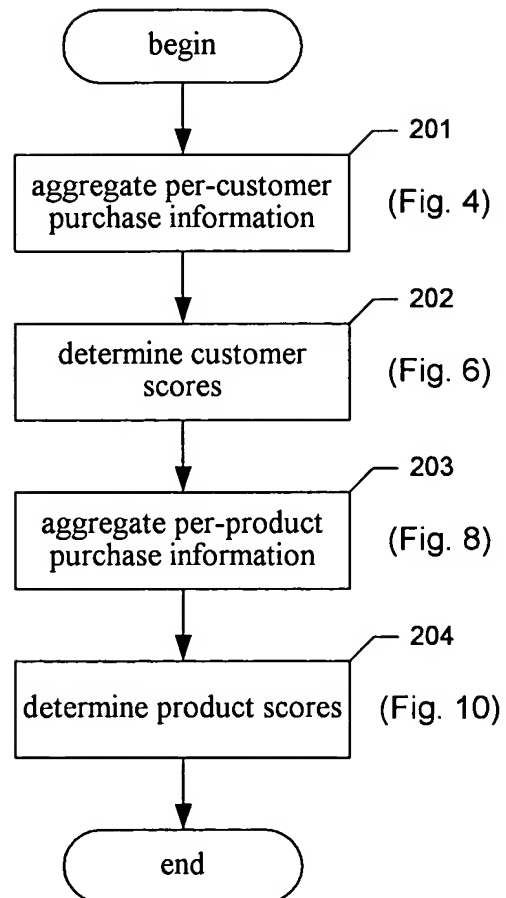 begin
201
aggregate per-customer
purchase information
(Fig. 4)
202
determine customer
scores
(Fig. 6)
203
aggregate per-product
purchase information
(Fig. 8)
204
determine product scores
(Fig. 10)
end